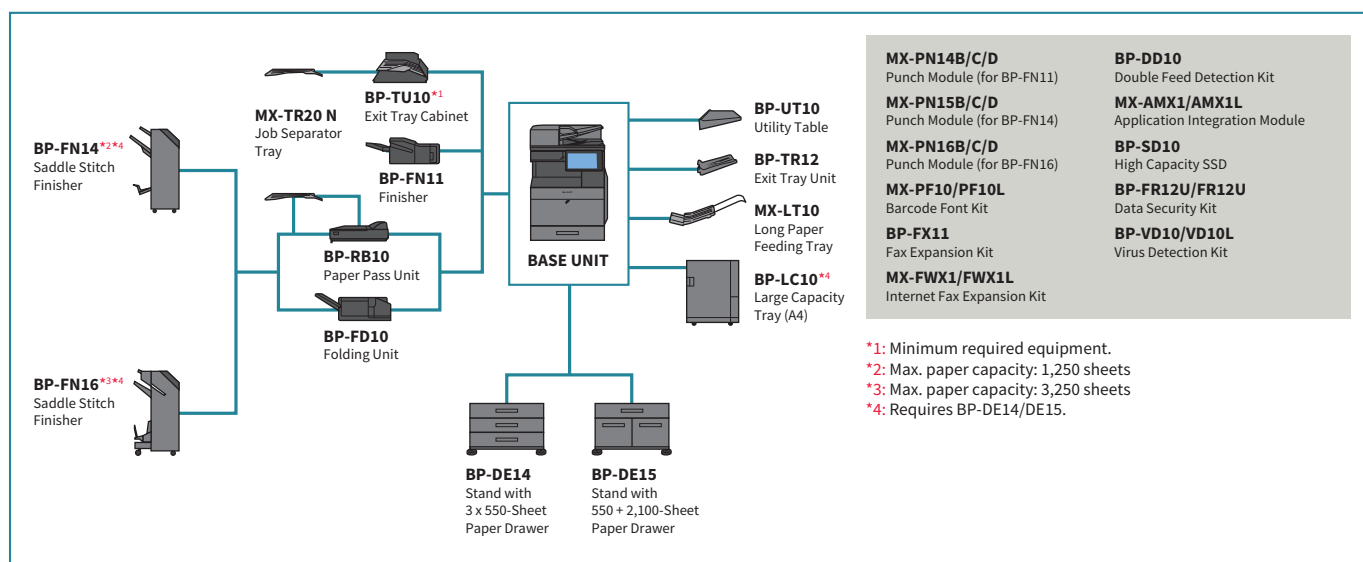 MX-TR20 N
Job Separator
Tray
BP-TU10*1
Exit Tray Cabinet
BP-FN11
Finisher
BP-FN14*2*4
Saddle Stitch
Finisher
BP-RB10
Paper Pass Unit
BP-FD10
Folding Unit
BP-FN16*3*4
Saddle Stitch
Finisher
BASE UNIT
BP-UT10
Utility Table
BP-TR12
Exit Tray Unit
MX-LT10
Long Paper
Feeding Tray
BP-LC10*4
Large Capacity
Tray (A4)
BP-DE14
Stand with
3 x 550-Sheet
Paper Drawer
BP-DE15
Stand with
550 + 2,100-Sheet
Paper Drawer
MX-PN14B/C/D
Punch Module (for BP-FN11)
MX-PN15B/C/D
Punch Module (for BP-FN14)
MX-PN16B/C/D
Punch Module (for BP-FN16)
MX-PF10/PF10L
Barcode Font Kit
BP-FX11
Fax Expansion Kit
MX-FWX1/FWX1L
Internet Fax Expansion Kit
BP-DD10
Double Feed Detection Kit
MX-AMX1/AMX1L
Application Integration Module
BP-SD10
High Capacity SSD
BP-FR12U/FR12U
Data Security Kit
BP-VD10/VD10L
Virus Detection Kit
*1: Minimum required equipment.
*2: Max. paper capacity: 1,250 sheets
*3: Max. paper capacity: 3,250 sheets
*4: Requires BP-DE14/DE15.